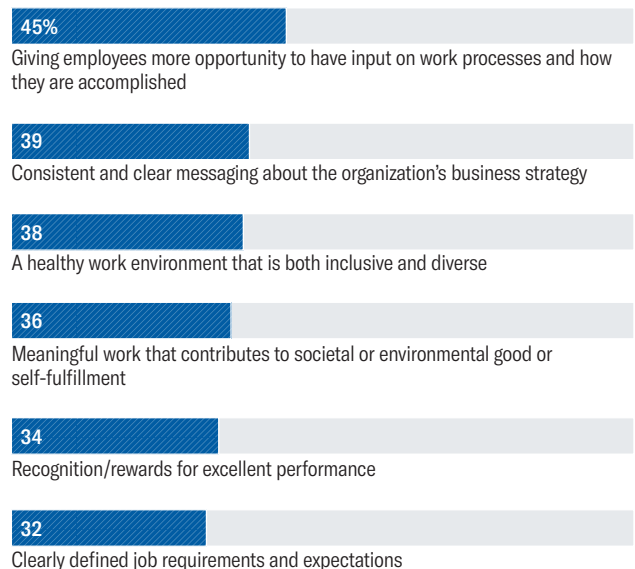 45%
Giving employees more opportunity to have input on work processes and how
they are accomplished
39
Consistent and clear messaging about the organization’s business strategy
38
A healthy work environment that is both inclusive and diverse
36
Meaningful work that contributes to societal or environmental good or
self-fulfillment
34
Recognition/rewards for excellent performance
32
Clearly defined job requirements and expectations